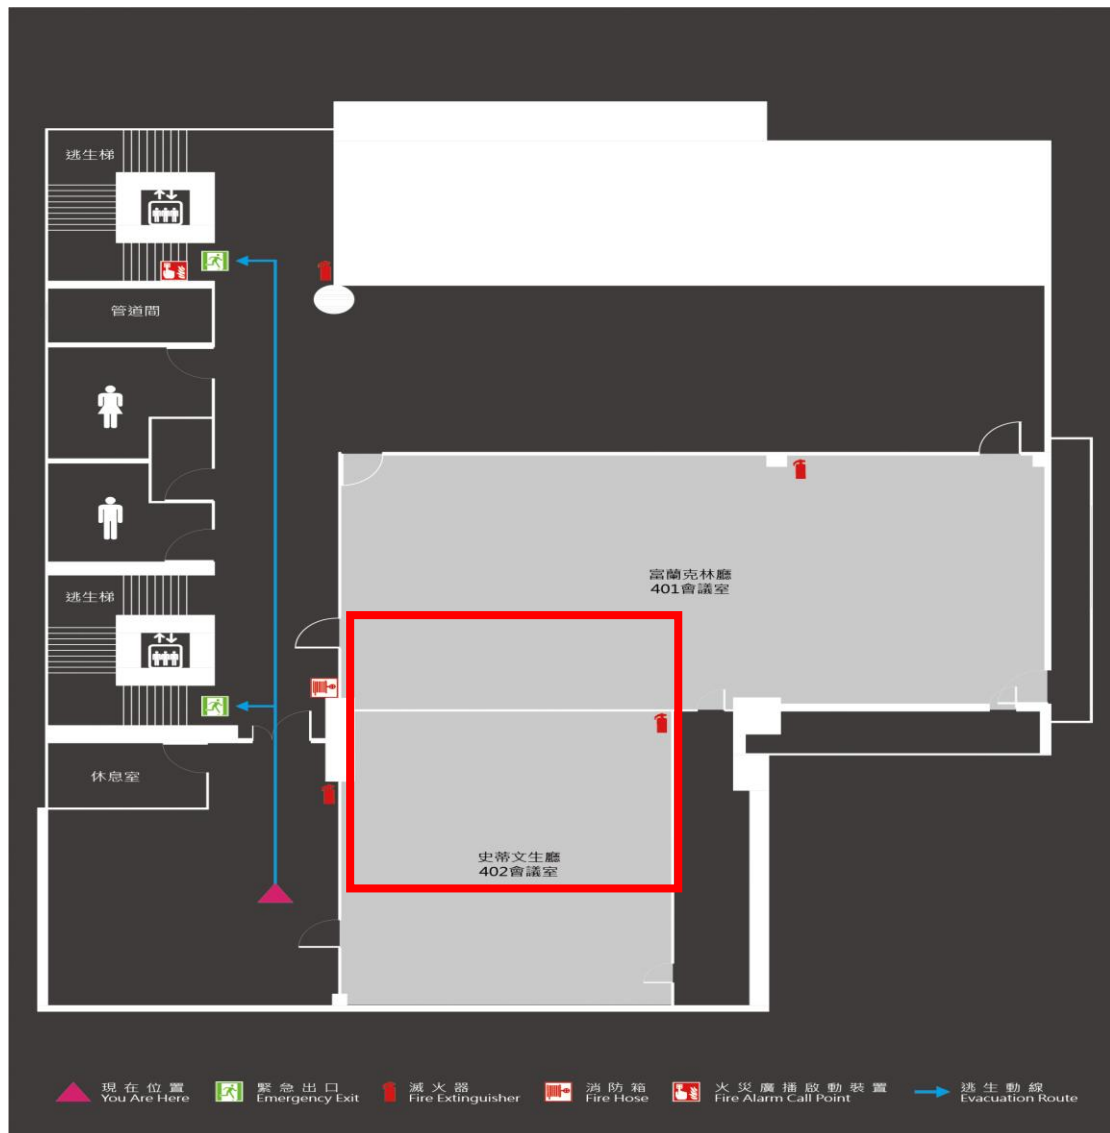 逃生梯
管道間
富蘭克林廳
401會議室
逃生梯
休息室
史蒂文生廳
402會議室
現在位置
You Are Here
緊急出口
Emergency Exit
滅火器
Fire Extinguisher
消防箱
Fire Hose
火災廣播啟動裝置
Fire Alarm Call Point
逃生動線
Evacuation Route